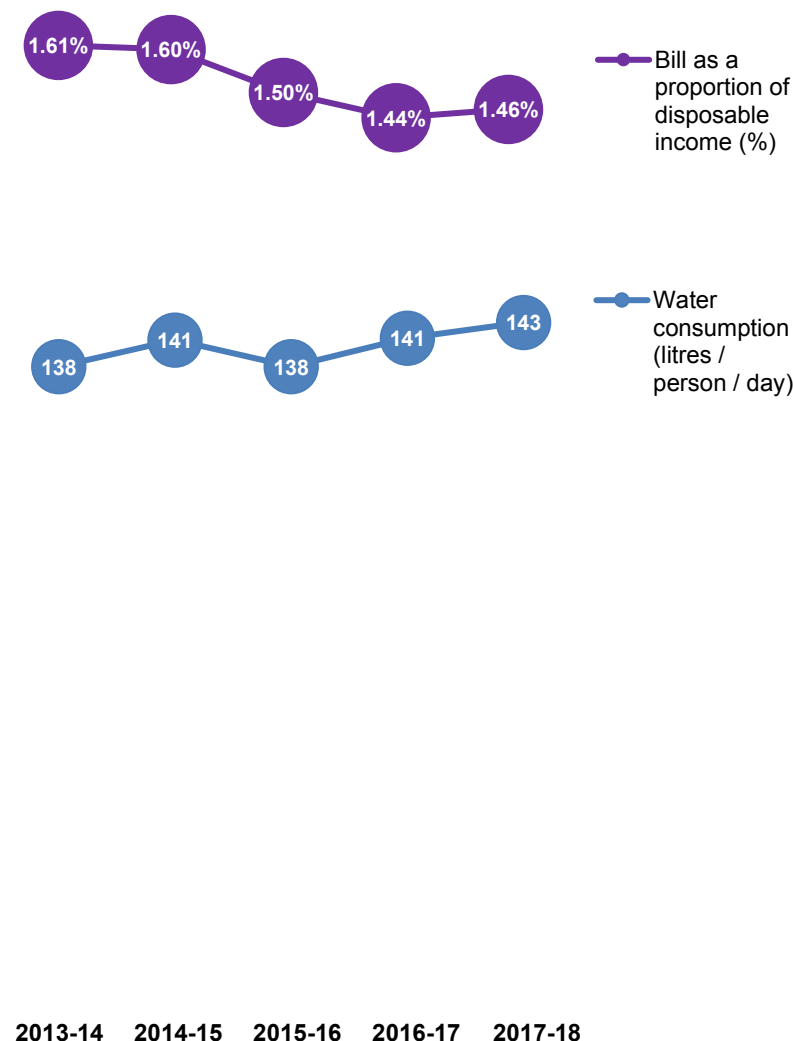 1.61%
1.60%
1.50%
1.44%
1.46%
Bill as a
proportion of
disposable
income (%)
138
141
138
141
143
Water
consumption
(litres /
person / day)
2013-14 2014-15 2015-16 2016-17 2017-18